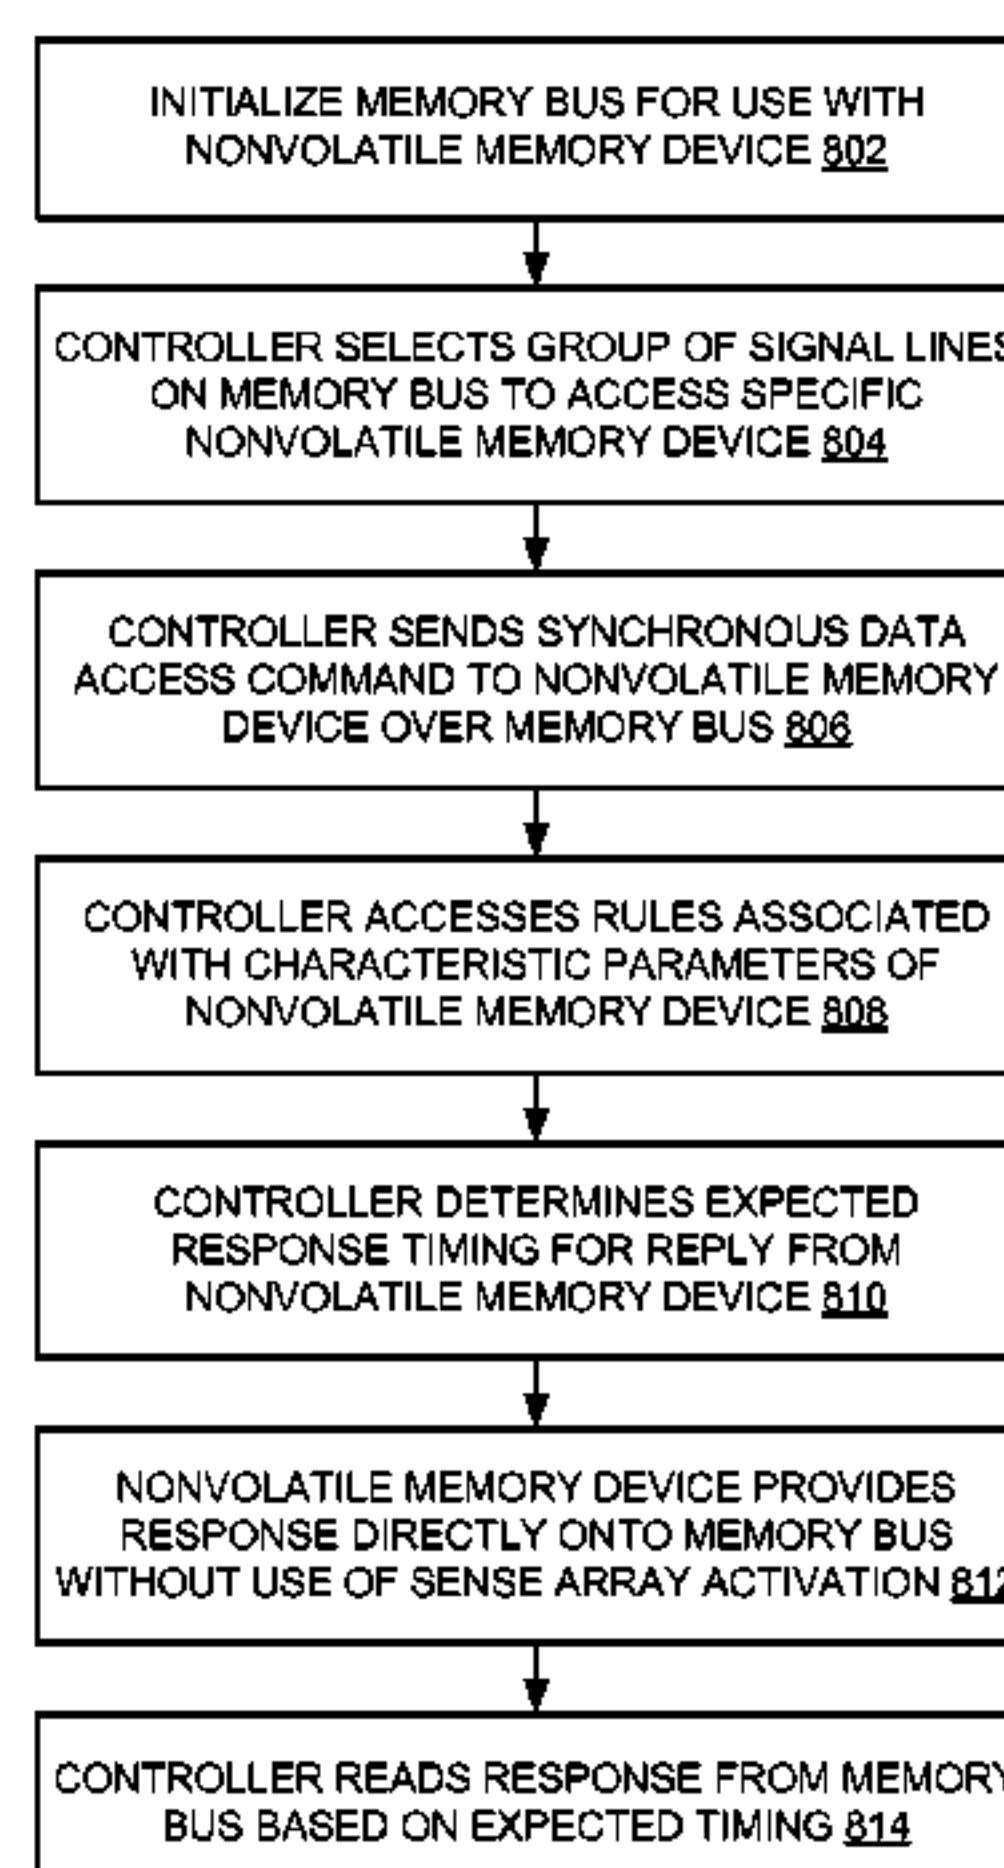 INITIALIZE MEMORY BUS FOR USE WITH
NONVOLATILE MEMORY DEVICE 802
CONTROLLER SELECTS GROUP OF SIGNAL LINES
ON MEMORY BUS TO ACCESS SPECIFIC
NONVOLATILE MEMORY DEVICE 804
CONTROLLER SENDS SYNCHRONOUS DATA
ACCESS COMMAND TO NONVOLATILE MEMORY
DEVICE OVER MEMORY BUS 806
CONTROLLER ACCESSES RULES ASSOCIATED
WITH CHARACTERISTIC PARAMETERS OF
NONVOLATILE MEMORY DEVICE 808
CONTROLLER DETERMINES EXPECTED
RESPONSE TIMING FOR REPLY FROM
NONVOLATILE MEMORY DEVICE 810
NONVOLATILE MEMORY DEVICE PROVIDES
RESPONSE DIRECTLY ONTO MEMORY BUS
WITHOUT USE OF SENSE ARRAY ACTIVATION 812
CONTROLLER READS RESPONSE FROM MEMORY
BUS BASED ON EXPECTED TIMING 814